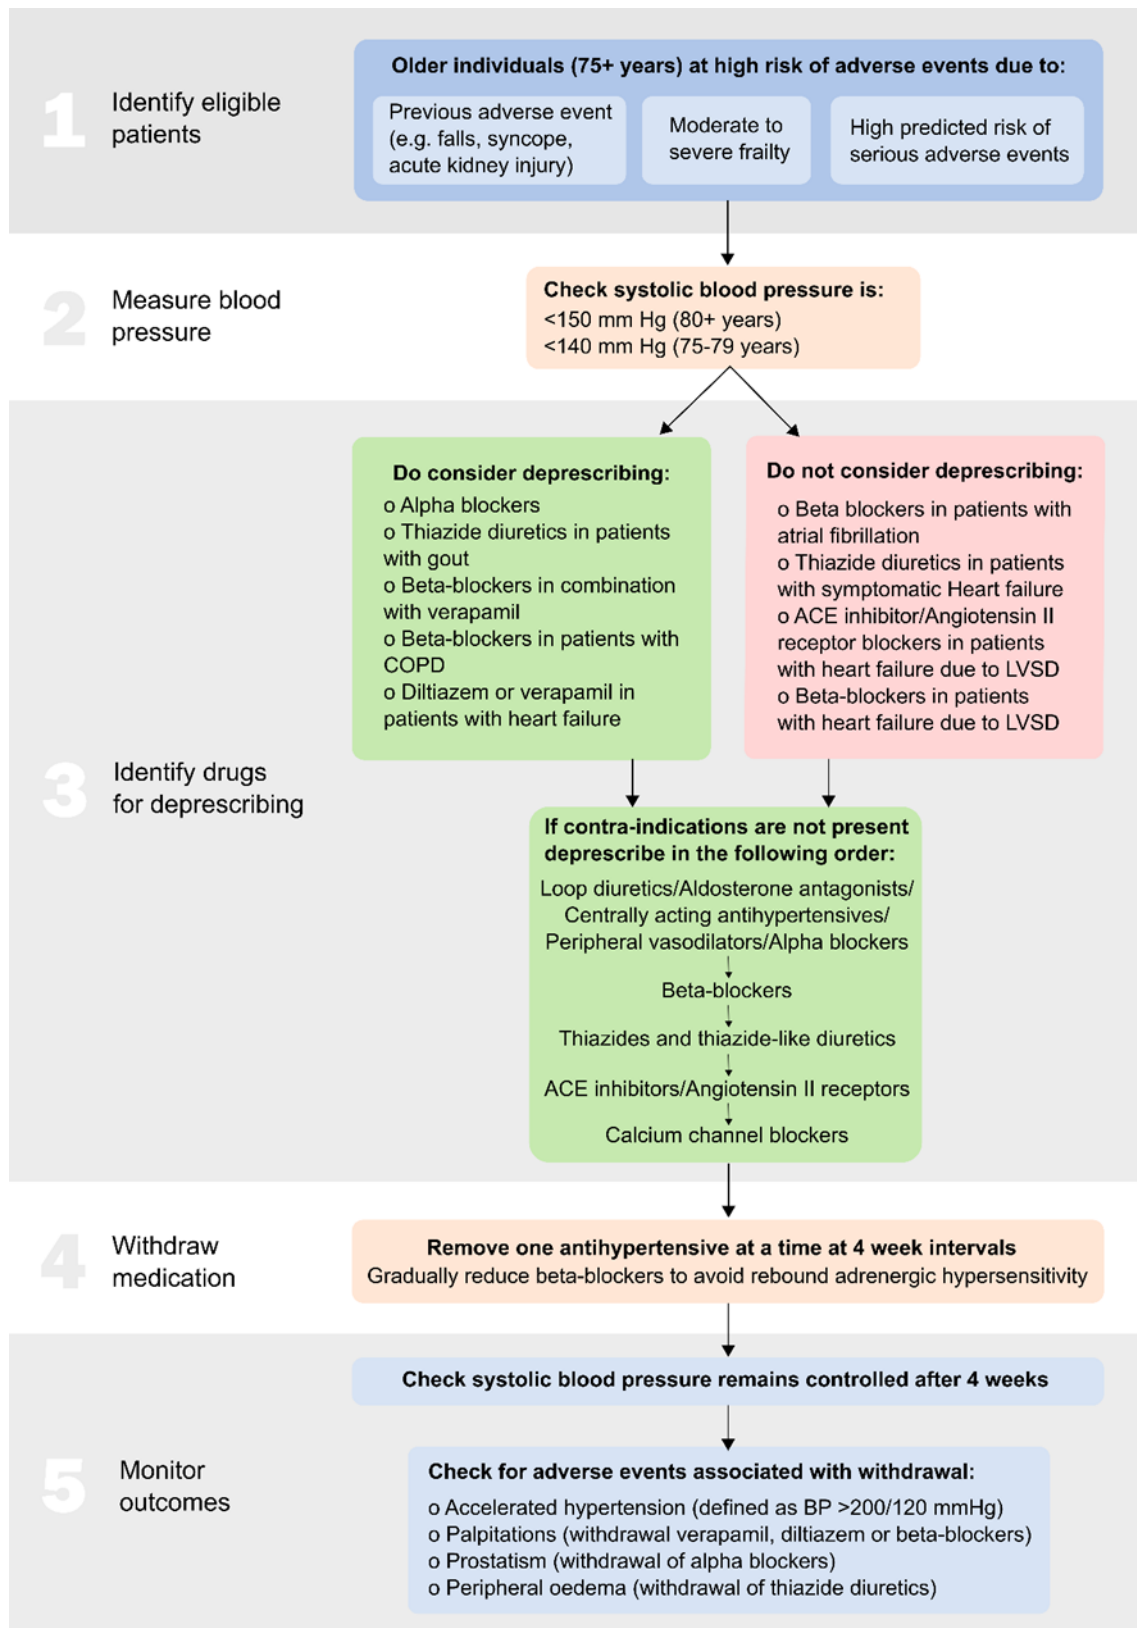 1
Identify eligible
patients
Older individuals (75+ years) at high risk of adverse events due to:
Previous adverse event
(e.g. falls, syncope,
acute kidney injury)
Moderate to
severe frailty
High predicted risk of
serious adverse events
2
Measure blood
pressure
Check systolic blood pressure is:
<150 mm Hg (80+ years)
<140 mm Hg (75-79 years)
3
Identify drugs
for deprescribing
Do consider deprescribing:
o Alpha blockers
o Thiazide diuretics in patients
with gout
o Beta-blockers in combination
with verapamil
o Beta-blockers in patients with
COPD
o Diltiazem or verapamil in
patients with heart failure
Do not consider deprescribing:
o Beta blockers in patients with
atrial fibrillation
o Thiazide diuretics in patients
with symptomatic Heart failure
o ACE inhibitor/Angiotensin II
receptor blockers in patients
with heart failure due to LVSD
o Beta-blockers in patients
with heart failure due to LVSD
If contra-indications are not present
deprescribe in the following order:
Loop diuretics/Aldosterone antagonists/
Centrally acting antihypertensives/
Peripheral vasodilators/Alpha blockers
Beta-blockers
Thiazides and thiazide-like diuretics
ACE inhibitors/Angiotensin II receptors
Calcium channel blockers
4
Withdraw
medication
Remove one antihypertensive at a time at 4 week intervals
Gradually reduce beta-blockers to avoid rebound adrenergic hypersensitivity
5
Monitor
outcomes
Check systolic blood pressure remains controlled after 4 weeks
Check for adverse events associated with withdrawal:
o Accelerated hypertension (defined as BP >200/120 mmHg)
o Palpitations (withdrawal verapamil, diltiazem or beta-blockers)
o Prostatism (withdrawal of alpha blockers)
o Peripheral oedema (withdrawal of thiazide diuretics)